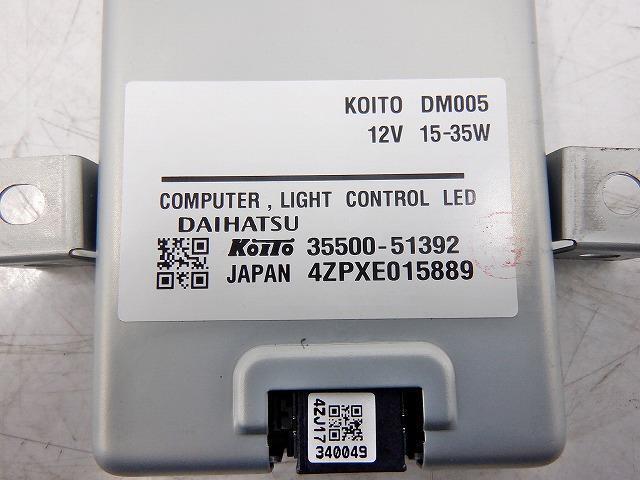 KOITO DM005
12V 15-35W
COMPUTER , LIGHT CONTROL LED
DAIHATSU
KOITO 35500-51392
JAPAN 4ZPXE015889
4ZJ17
340049